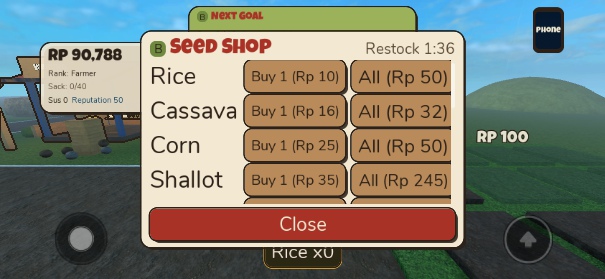 B NEXT GOAL
PHONE
RP 90,788
Rank: Farmer
Sack: 0/40
Sus 0 Reputation 50
B SEED SHOP
Restock 1:36
Rice Buy 1 (Rp 10) All (Rp 50)
Cassava Buy 1 (Rp 16) All (Rp 32)
Corn Buy 1 (Rp 25) All (Rp 50)
Shallot Buy 1 (Rp 35) All (Rp 245)
RP 100
Close
Rice x0